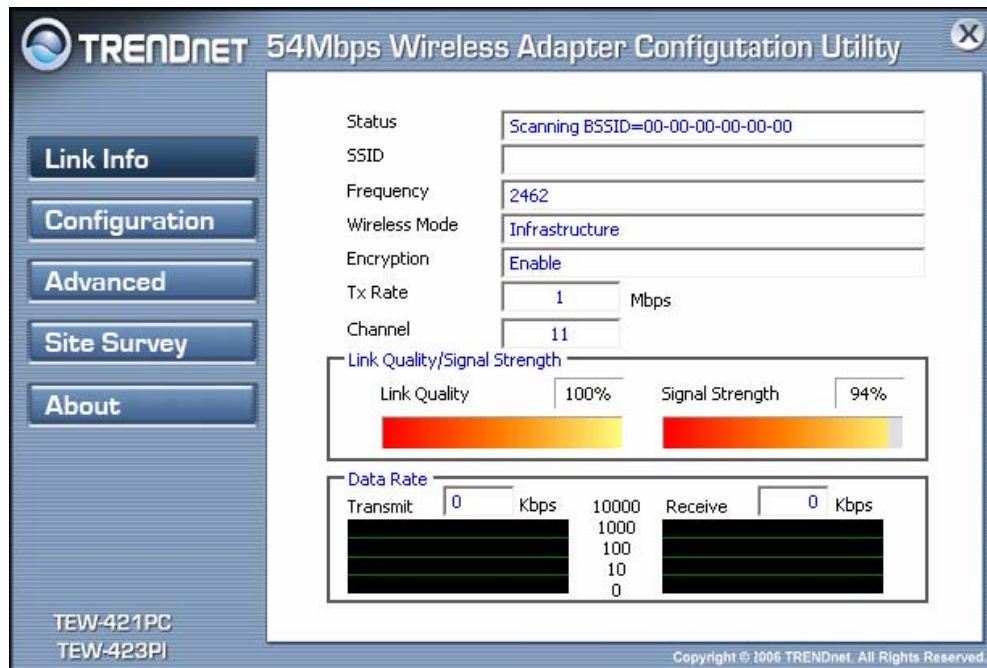 TRENDnet 54Mbps Wireless Adapter Configutation Utility X
Link Info
Configuration
Advanced
Site Survey
About
TEW-421PC
TEW-423PI
Status Scanning BSSID=00-00-00-00-00-00
SSID
Frequency 2462
Wireless Mode Infrastructure
Encryption Enable
Tx Rate 1 Mbps
Channel 11
Link Quality/Signal Strength
Link Quality 100% Signal Strength 94%
Data Rate
Transmit 0 Kbps 10000 Receive 0 Kbps
1000
100
10
0
Copyright © 2006 TRENDnet. All Rights Reserved.